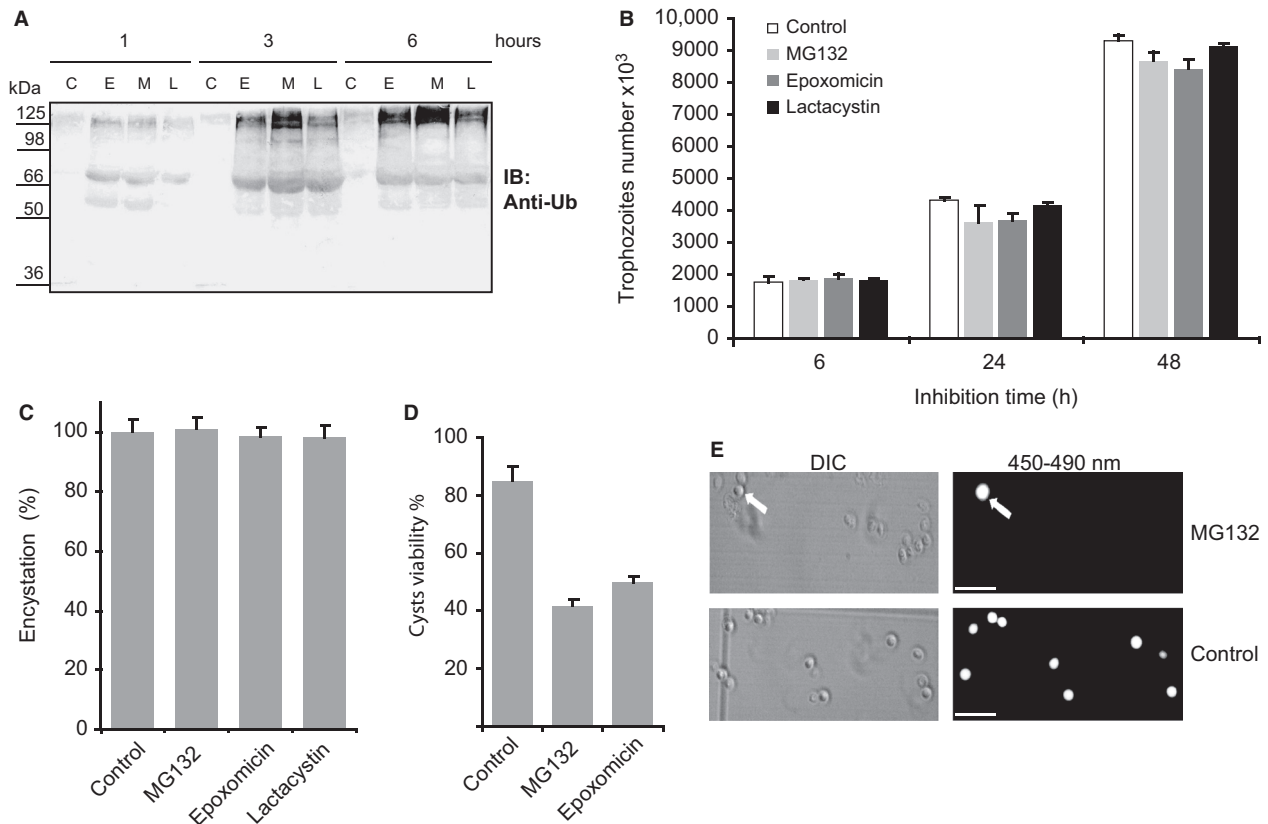 A
1 3 6 hours
C E M L C E M L C E M L
kDa
125
98
66
50
36
IB:
Anti-Ub
B
Trophozoites number x10³
10,000
9000
8000
7000
6000
5000
4000
3000
2000
1000
0
Control
MG132
Epoxomicin
Lactacystin
6 24 48
Inhibition time (h)
C
Encystation (%)
100
80
60
40
20
0
Control
MG132
Epoxomicin
Lactacystin
D
Cysts viability %
100
80
60
40
20
Control
MG132
Epoxomicin
E
DIC 450-490 nm
MG132
Control